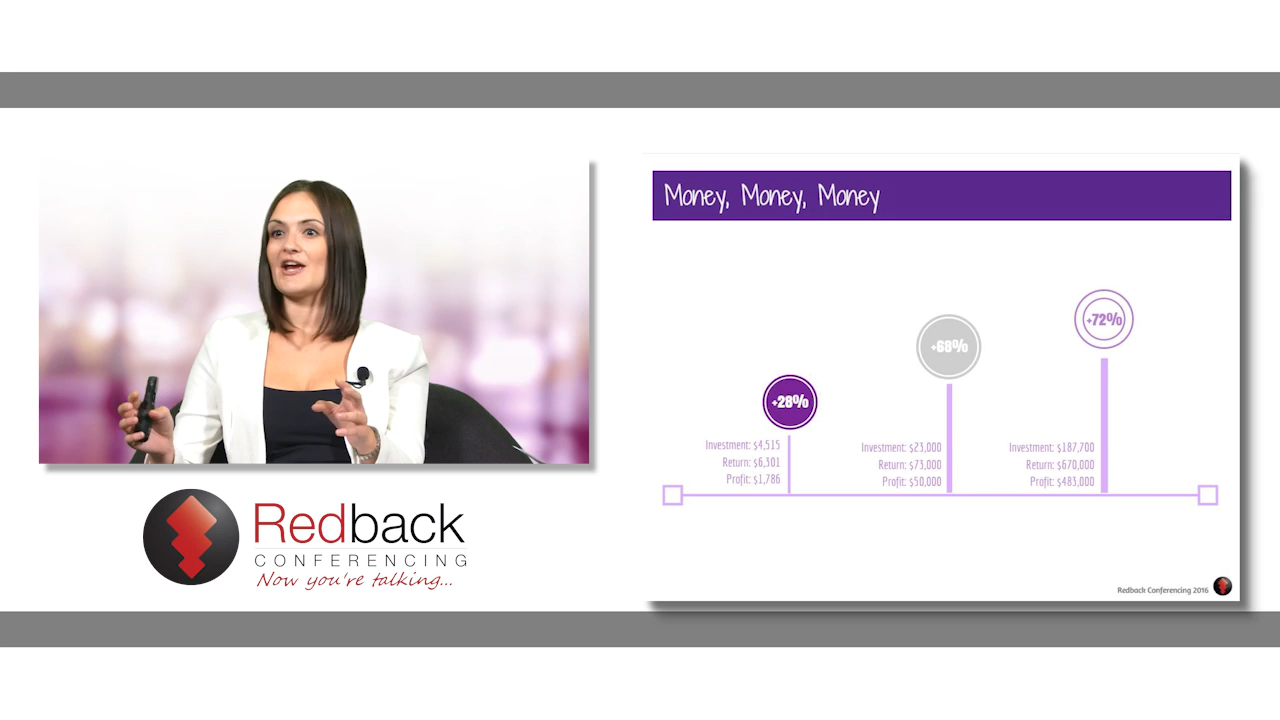 Money, Money, Money
+28%
Investment: $4,515
Return: $6,301
Profit: $1,786
+68%
Investment: $23,000
Return: $73,000
Profit: $50,000
+72%
Investment: $187,700
Return: $670,000
Profit: $483,000
Redback Conferencing 2016
Redback
CONFERENCING
Now you're talking...